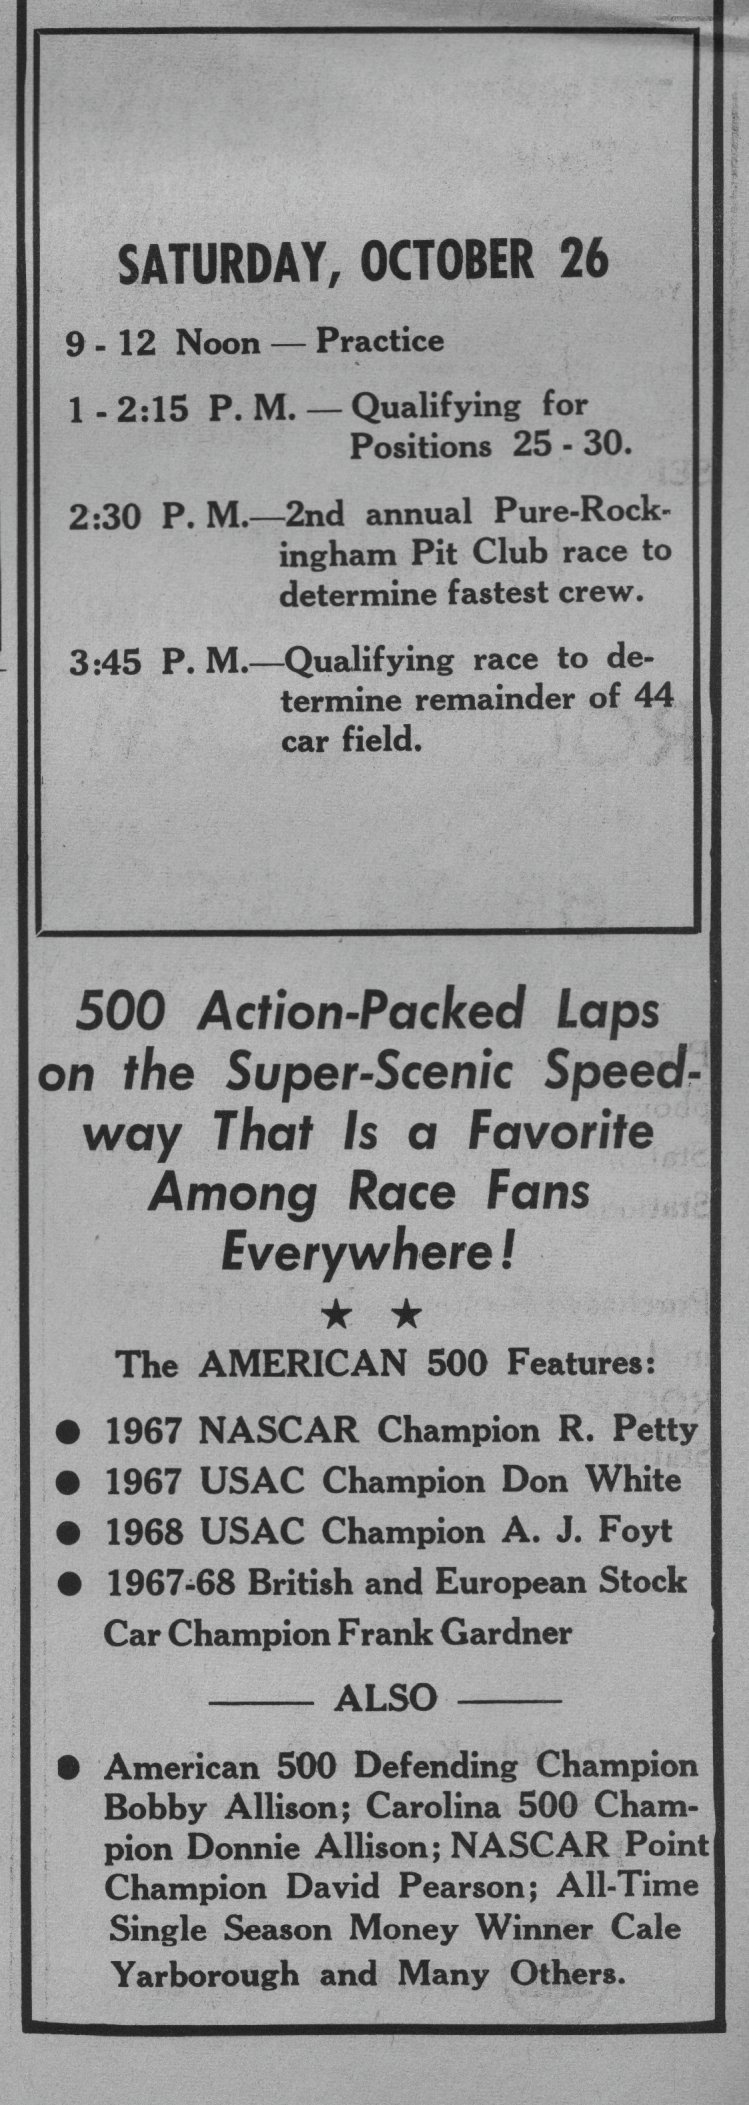 SATURDAY, OCTOBER 26
9 - 12 Noon — Practice
1 - 2:15 P. M. — Qualifying for
Positions 25 - 30.
2:30 P. M.—2nd annual Pure-Rock-
ingham Pit Club race to
determine fastest crew.
3:45 P. M.—Qualifying race to de-
termine remainder of 44
car field.
500 Action-Packed Laps
on the Super-Scenic Speed-
way That Is a Favorite
Among Race Fans
Everywhere!
★ ★
The AMERICAN 500 Features:
● 1967 NASCAR Champion R. Petty
● 1967 USAC Champion Don White
● 1968 USAC Champion A. J. Foyt
● 1967-68 British and European Stock
Car Champion Frank Gardner
—— ALSO ——
● American 500 Defending Champion
Bobby Allison; Carolina 500 Cham-
pion Donnie Allison; NASCAR Point
Champion David Pearson; All-Time
Single Season Money Winner Cale
Yarborough and Many Others.